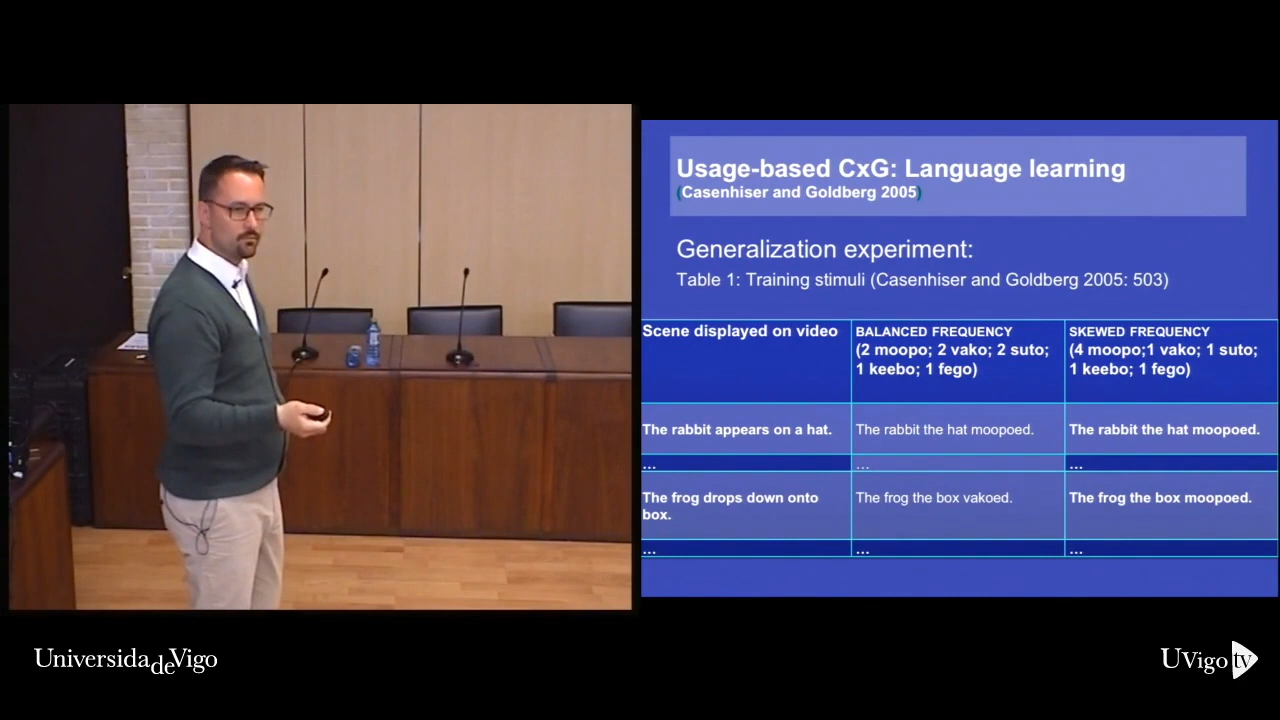 Usage-based CxG: Language learning
(Casenhiser and Goldberg 2005)
Generalization experiment:
Table 1: Training stimuli (Casenhiser and Goldberg 2005: 503)
Scene displayed on video
BALANCED FREQUENCY
(2 moopo; 2 vako; 2 suto;
1 keebo; 1 fego)
SKEWED FREQUENCY
(4 moopo;1 vako; 1 suto;
1 keebo; 1 fego)
The rabbit appears on a hat.
The rabbit the hat moopoed.
The rabbit the hat moopoed.
...
...
...
The frog drops down onto
box.
The frog the box vakoed.
The frog the box moopoed.
...
...
...
UniversidadeVigo
UVigo tv